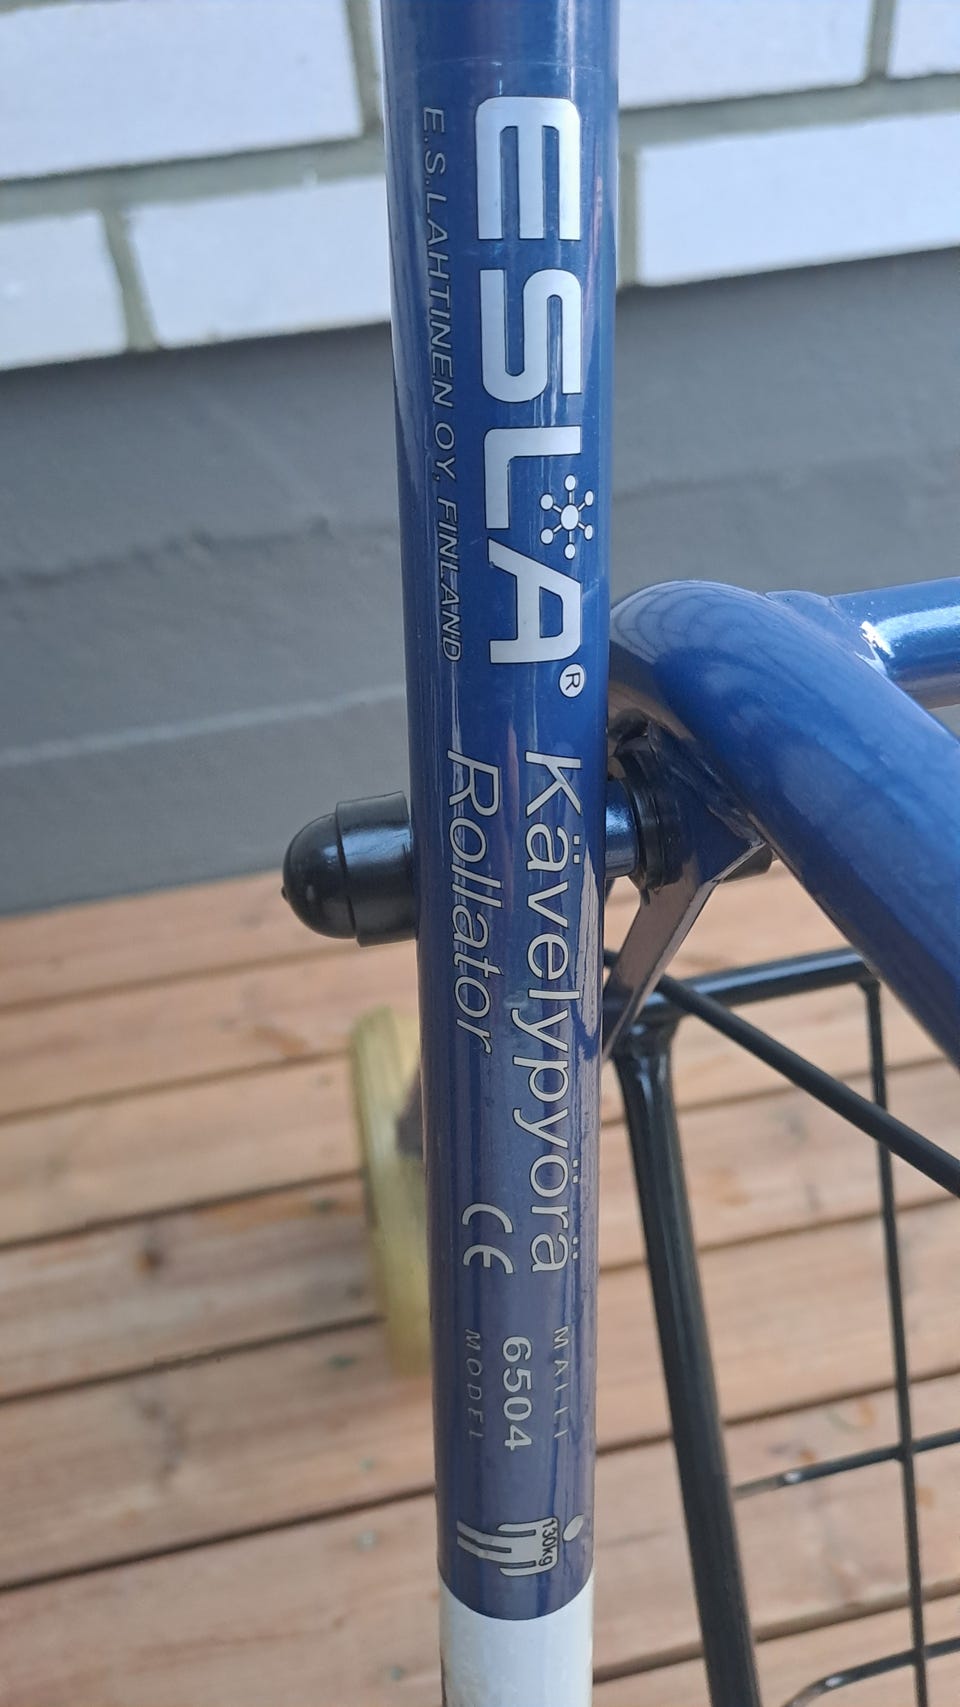 ESLA®
E.S.LAHTINEN OY, FINLAND
Kävelypyörä
Rollator
CE
MALLI
6504
MODEL
130kg